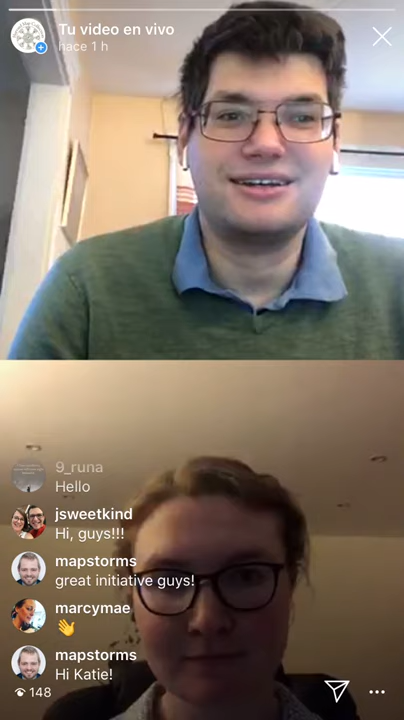 Tu video en vivo
hace 1 h
9_runa
Hello
jsweetkind
Hi, guys!!!
mapstorms
great initiative guys!
marcymae
👋
mapstorms
Hi Katie!
148